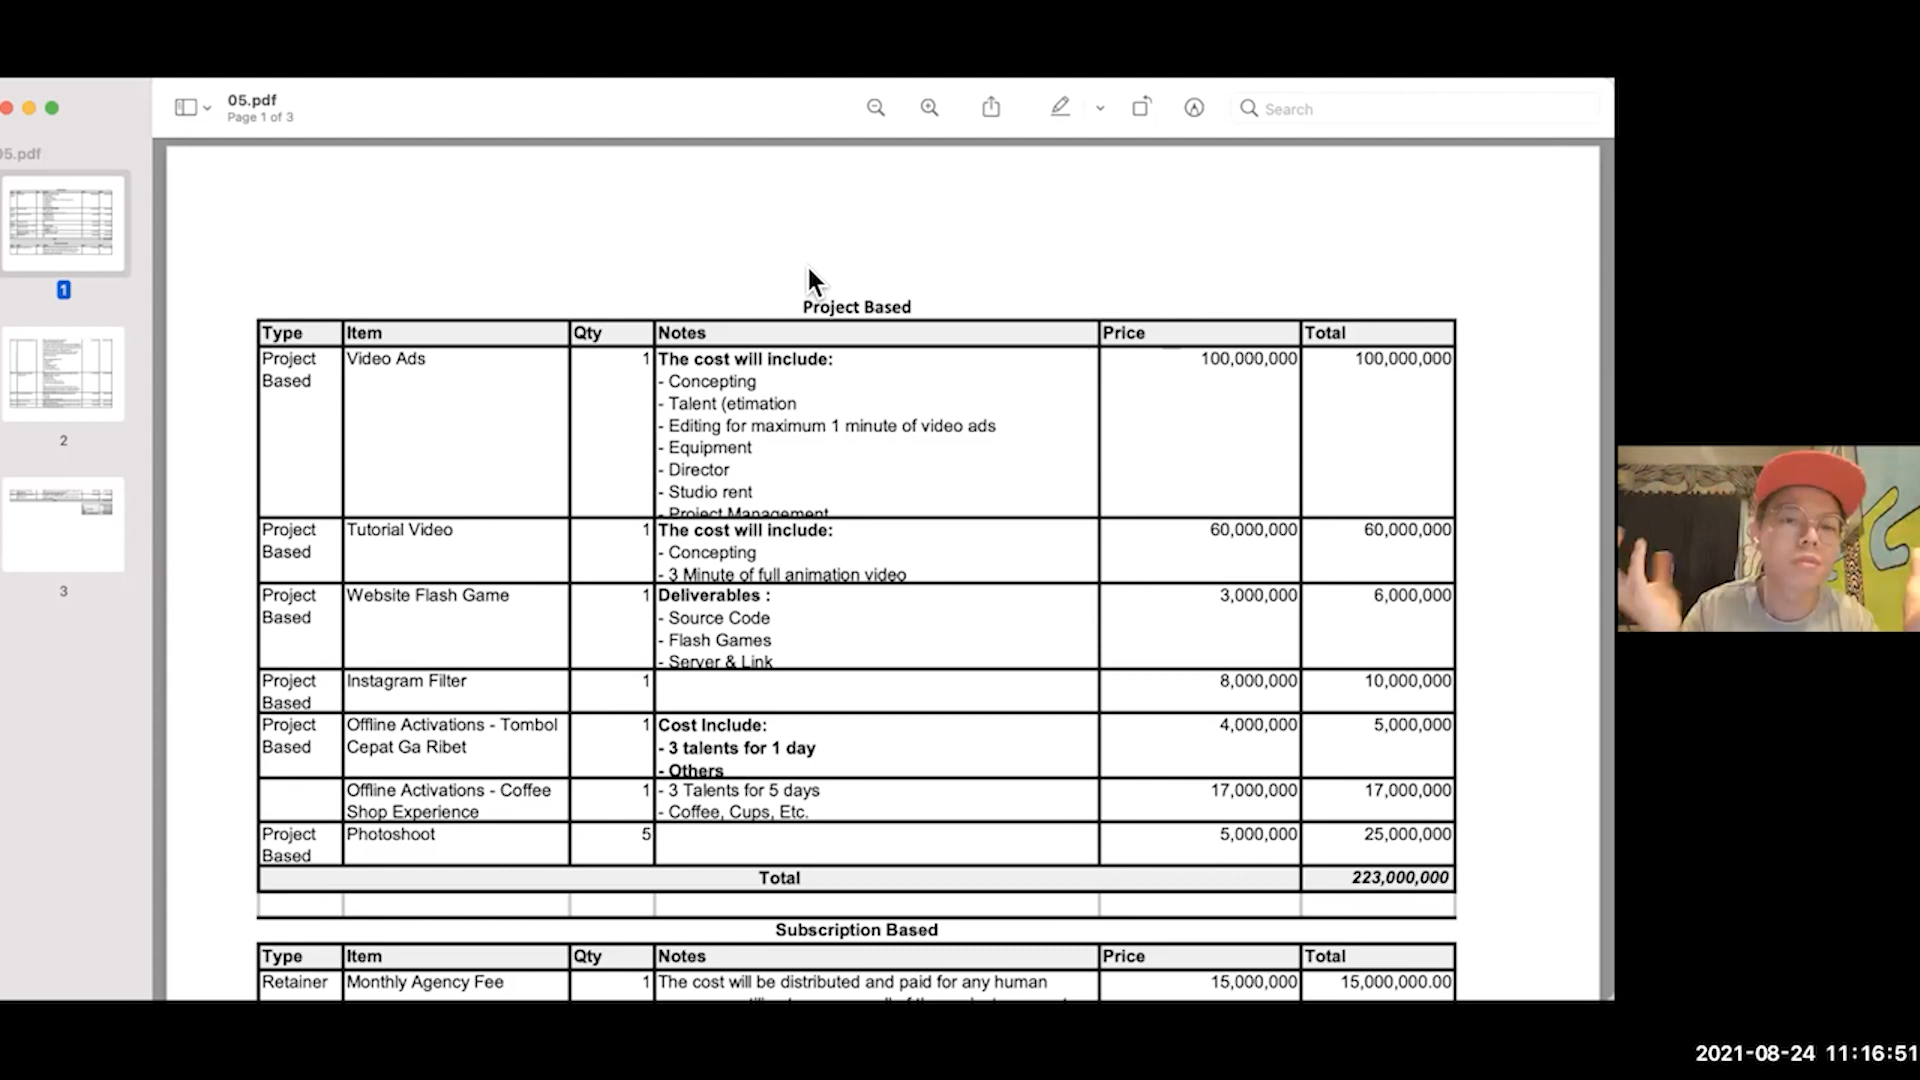 05.pdf
Page 1 of 3
Search
05.pdf
1
2
3
Project Based
Type Item Qty Notes Price Total
Project Based Video Ads 1 The cost will include: 100,000,000 100,000,000
- Concepting
- Talent (etimation
- Editing for maximum 1 minute of video ads
- Equipment
- Director
- Studio rent
- Project Management
Project Based Tutorial Video 1 The cost will include: 60,000,000 60,000,000
- Concepting
- 3 Minute of full animation video
Project Based Website Flash Game 1 Deliverables : 3,000,000 6,000,000
- Source Code
- Flash Games
- Server & Link
Project Based Instagram Filter 1 8,000,000 10,000,000
Project Based Offline Activations - Tombol Cepat Ga Ribet 1 Cost Include: 4,000,000 5,000,000
- 3 talents for 1 day
- Others
Offline Activations - Coffee Shop Experience 1 - 3 Talents for 5 days 17,000,000 17,000,000
- Coffee, Cups, Etc.
Project Based Photoshoot 5 5,000,000 25,000,000
Total 223,000,000
Subscription Based
Type Item Qty Notes Price Total
Retainer Monthly Agency Fee 1 The cost will be distributed and paid for any human 15,000,000 15,000,000.00
2021-08-24 11:16:51